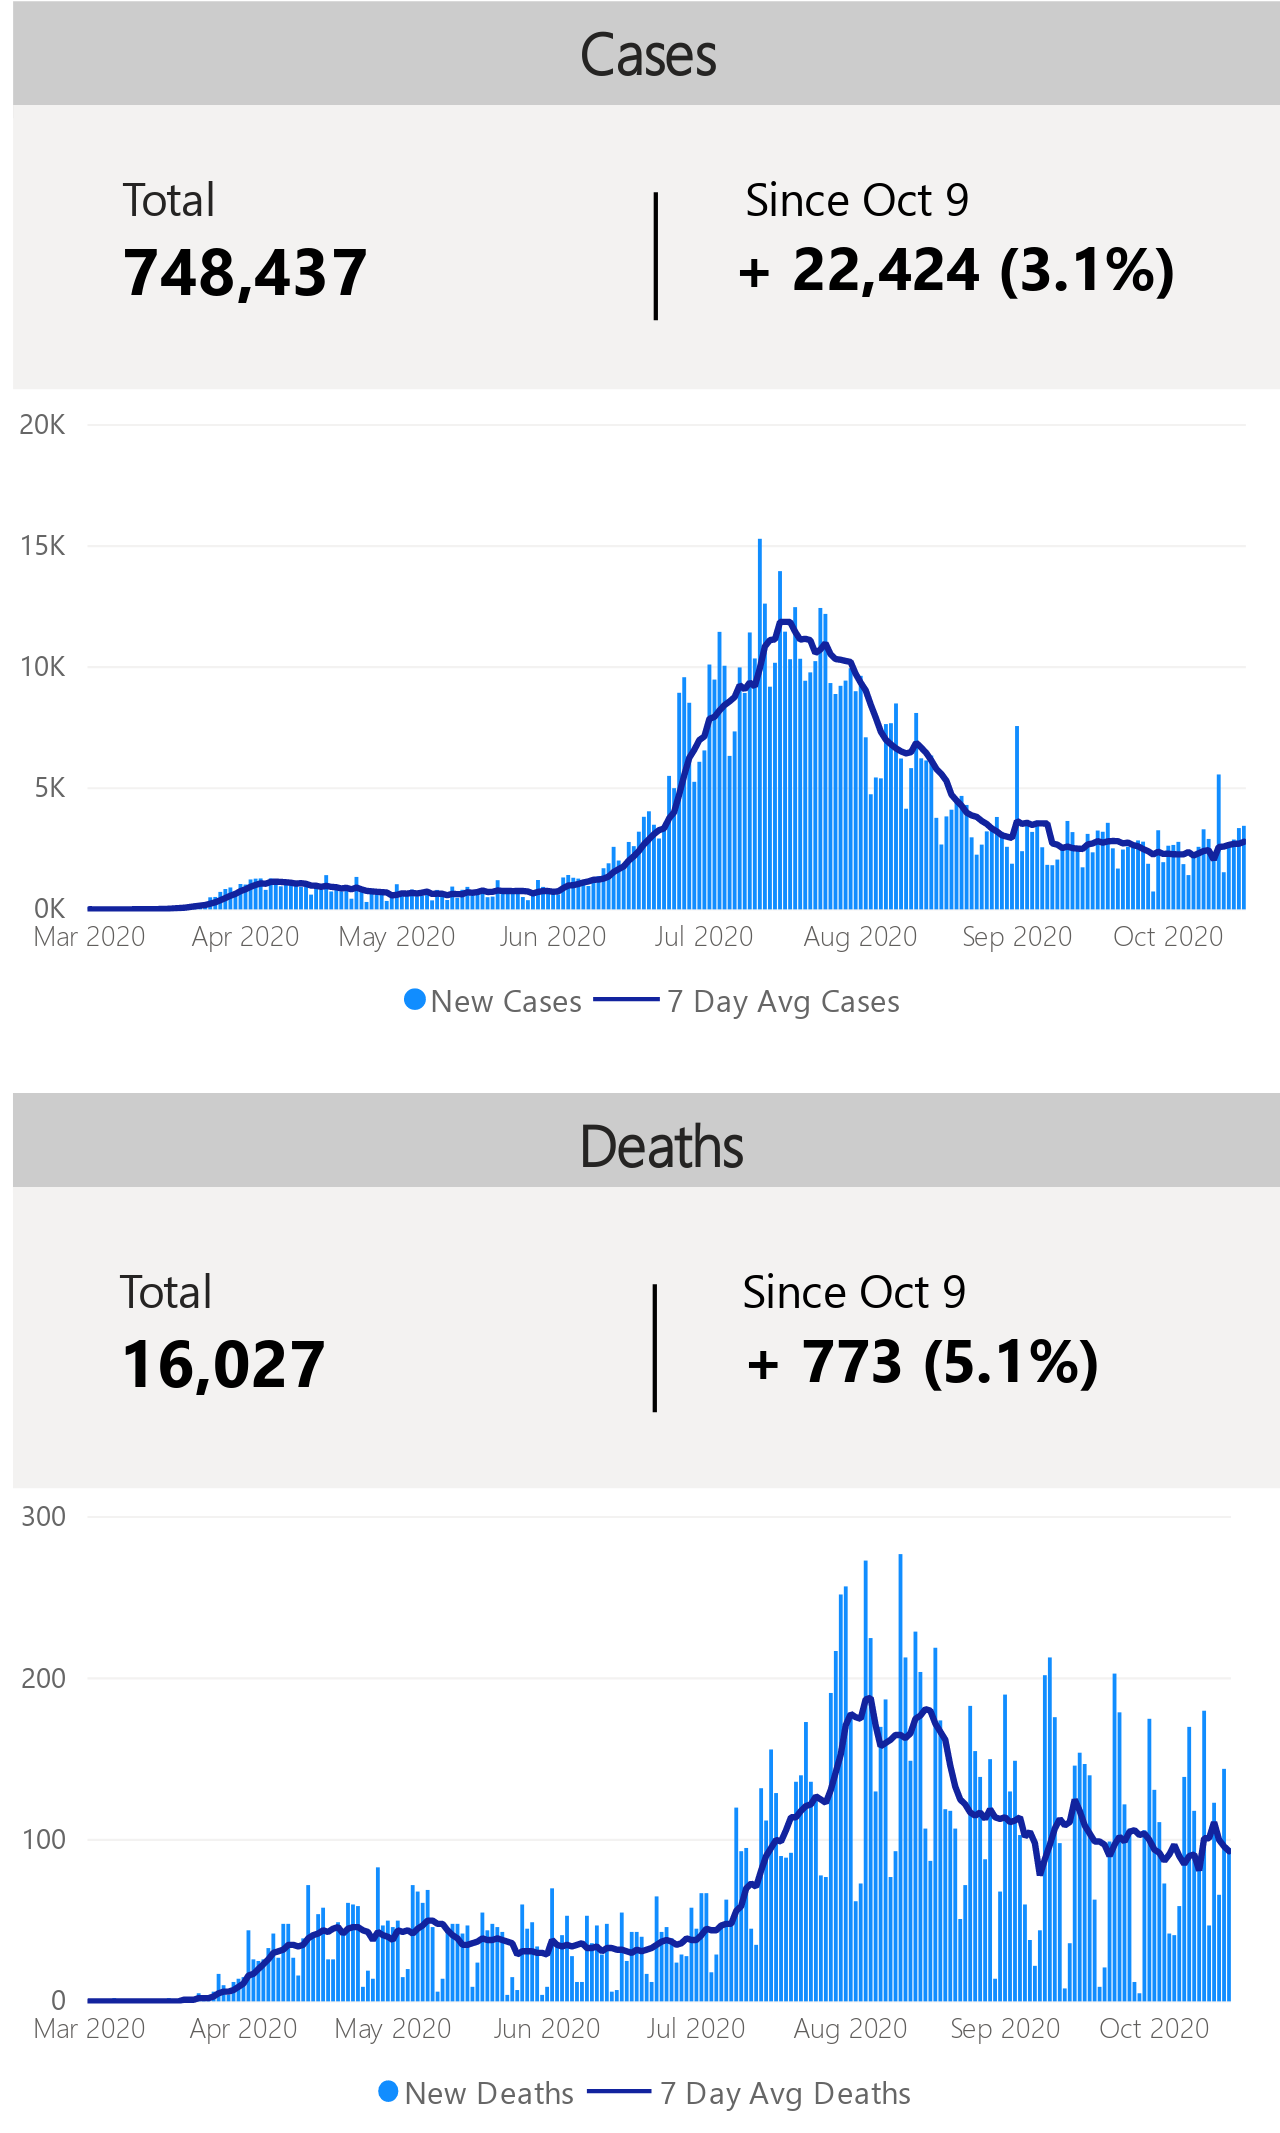 Cases
Total
Since Oct 9
748,437
+ 22,424 (3.1%)
20K
15K
10K
5K
0K
Mar 2020 Apr 2020 May 2020 Jun 2020 Jul 2020 Aug 2020 Sep 2020 Oct 2020
New Cases 7 Day Avg Cases
Deaths
Total
Since Oct 9
16,027
+ 773 (5.1%)
300
200
100
0
Mar 2020 Apr 2020 May 2020 Jun 2020 Jul 2020 Aug 2020 Sep 2020 Oct 2020
New Deaths 7 Day Avg Deaths